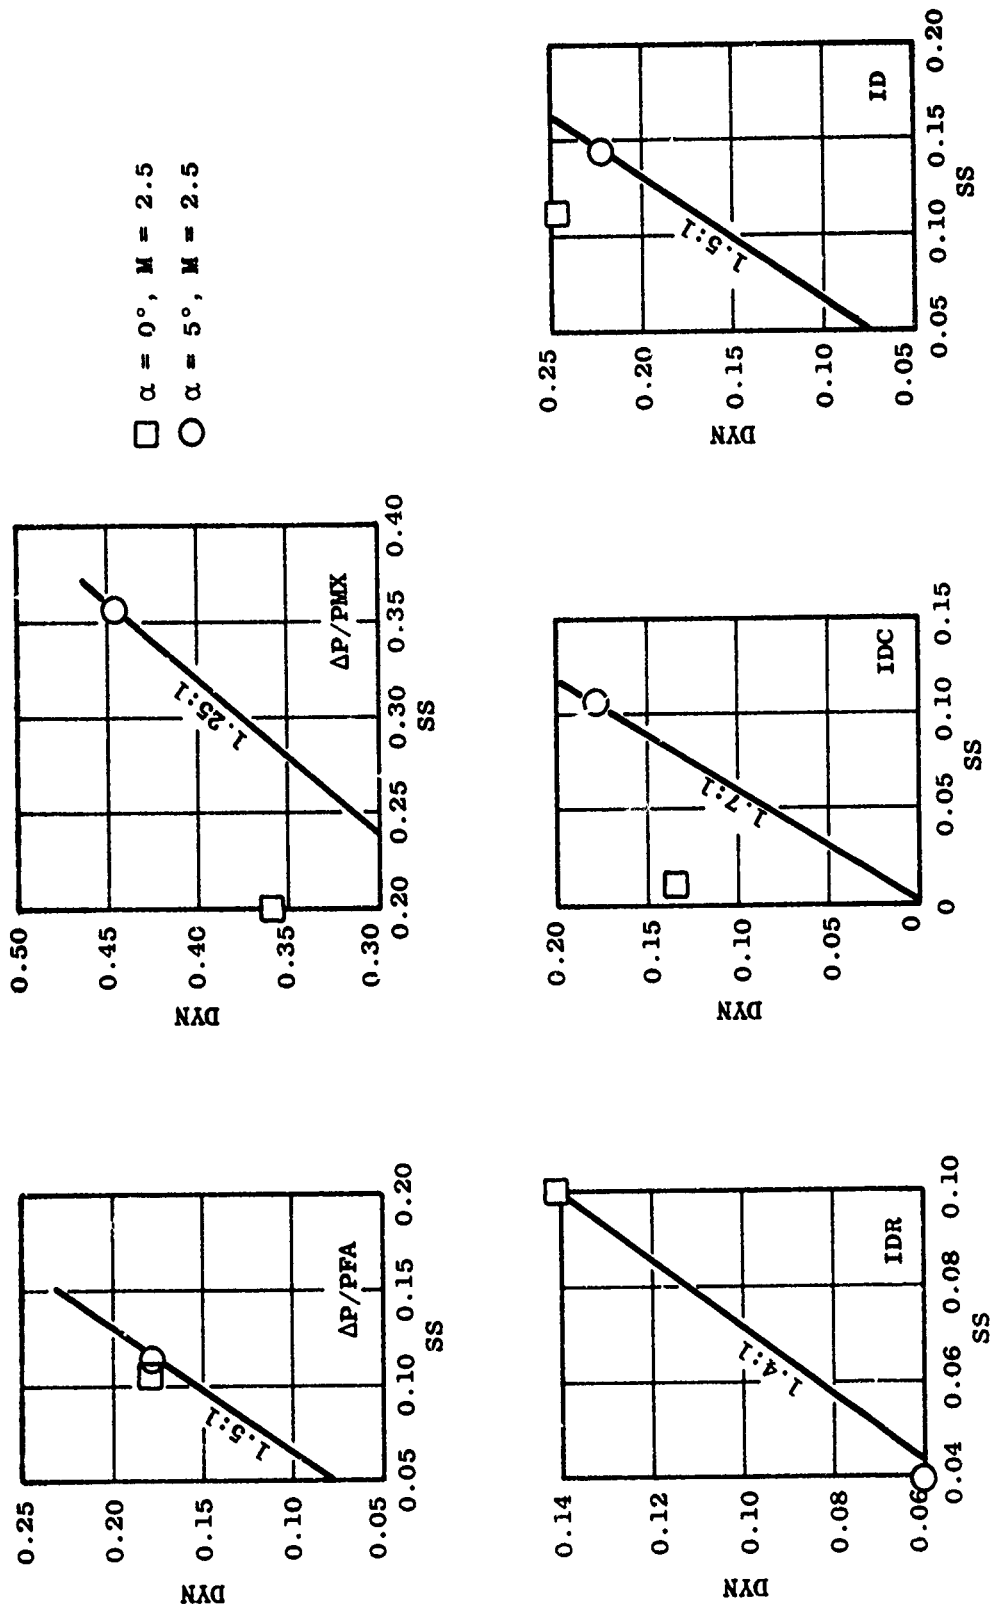 α = 0°, M = 2.5
α = 5°, M = 2.5
0.25
0.20
0.15
0.10
0.05
DYN
0.05 0.10 0.15 0.20
SS
1.5:1
ΔP/PFA
0.50
0.45
0.40
0.35
0.30
DYN
0.20 0.25 0.30 0.35 0.40
SS
1.25:1
ΔP/PMX
0.14
0.12
0.10
0.08
0.06
DYN
0.04 0.06 0.08 0.10
SS
1.4:1
IDR
0.20
0.15
0.10
0.05
0
DYN
0.05 0.10 0.15
SS
1.7:1
IDC
0.25
0.20
0.15
0.10
0.05
DYN
0.05 0.10 0.15 0.20
SS
1.5:1
ID